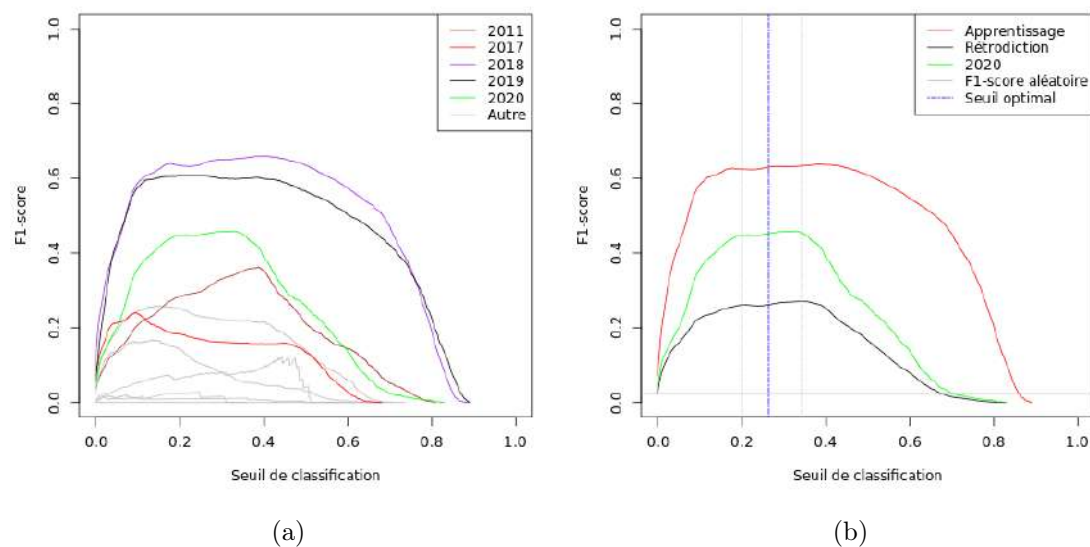 1.0
0.8
0.6
0.4
0.2
0.0
F1-score
0.0 0.2 0.4 0.6 0.8 1.0
Seuil de classification
2011
2017
2018
2019
2020
Autre
(a)
1.0
0.8
0.6
0.4
0.2
0.0
F1-score
0.0 0.2 0.4 0.6 0.8 1.0
Seuil de classification
Apprentissage
Rétrodiction
2020
F1-score aléatoire
Seuil optimal
(b)